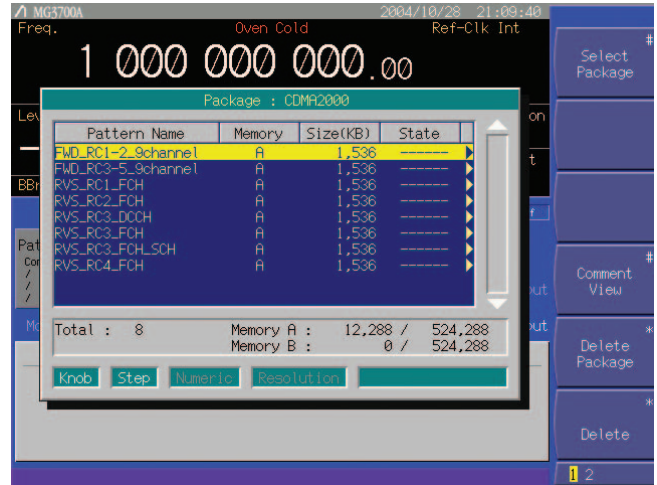 MG3700A 2004/10/28 21:09:40
Freq. Oven Cold Ref-Clk Int
1 000 000 000.00
Package : CDMA2000
Pattern Name Memory Size(KB) State
FWD_RC1-2_9channel A 1,536 ------
FWD_RC3-5_9channel A 1,536 ------
RVS_RC1_FCH A 1,536 ------
RVS_RC2_FCH A 1,536 ------
RVS_RC3_DCCH A 1,536 ------
RVS_RC3_FCH A 1,536 ------
RVS_RC3_FCH_SCH A 1,536 ------
RVS_RC4_FCH A 1,536 ------
Total : 8 Memory A : 12,288 / 524,288
Memory B : 0 / 524,288
Knob Step Numeric Resolution
#
Select
Package
#
Comment
View
*
Delete
Package
*
Delete
1 2